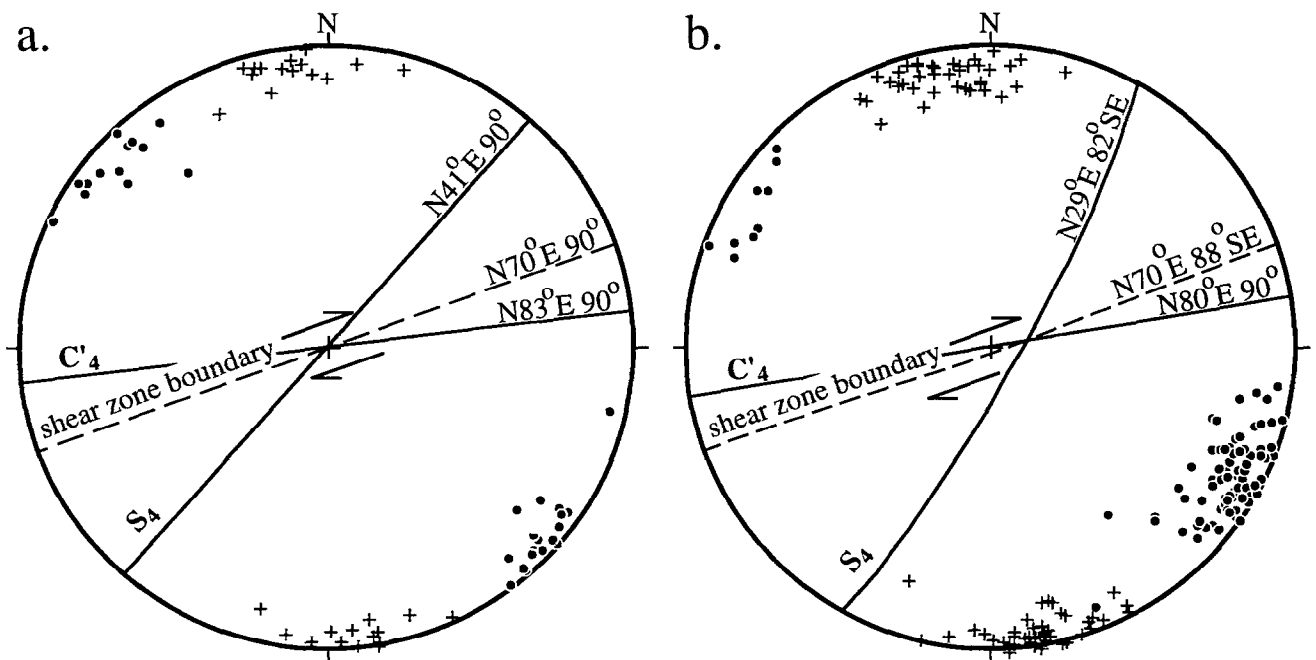 a.
N
N41°E 90°
N70°E 90°
N83°E 90°
C'4
shear zone boundary
S4
b.
N
N29°E 82°SE
N70°E 88°SE
N80°E 90°
C'4
shear zone boundary
S4